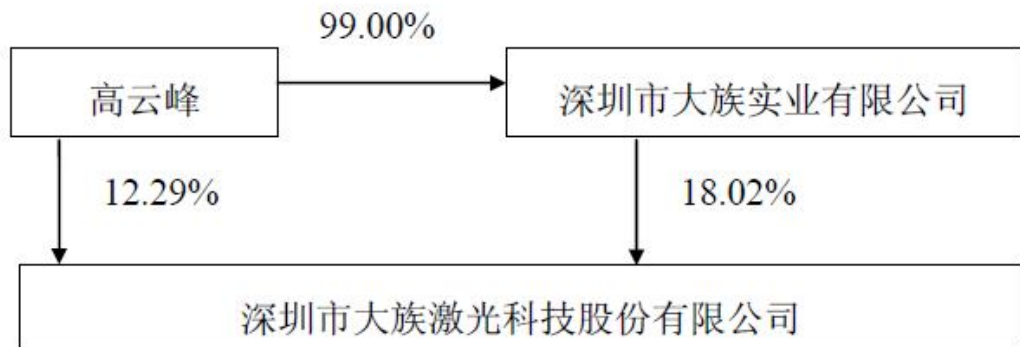 99.00%
高云峰
深圳市大族实业有限公司
12.29%
18.02%
深圳市大族激光科技股份有限公司